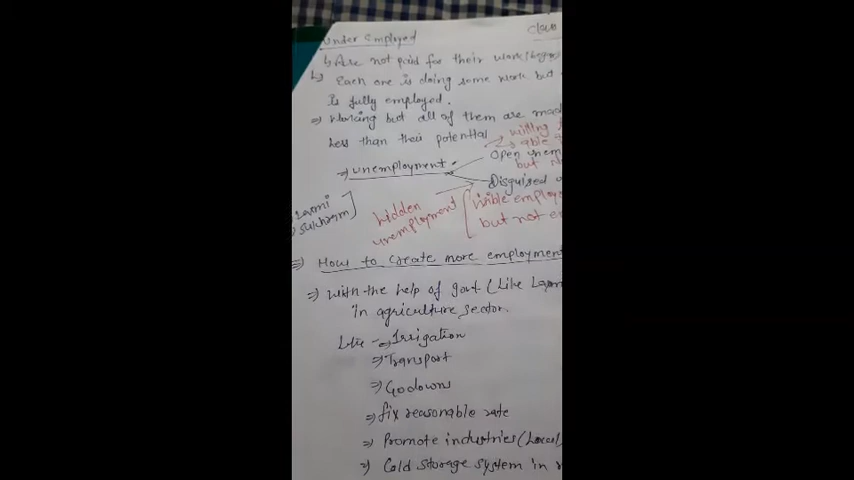 Under Employed
Class
↳ Are not paid for their work (
↳ Each one is doing some work but
is fully employed.
⇒ Working but all of them are mad
less than their potential
willing
able
⇒ unemployment
Open unem
but n
Disguised
Laxmi
Sukhram
hidden
unemployment
visible employ
but not e
⇒ How to create more employment
⇒ With the help of govt (Like Laxm
in agriculture sector.
Like → Irrigation
⇒ Transport
⇒ Godowns
⇒ fix reasonable rate
⇒ Promote industries (Local
⇒ Cold storage system in